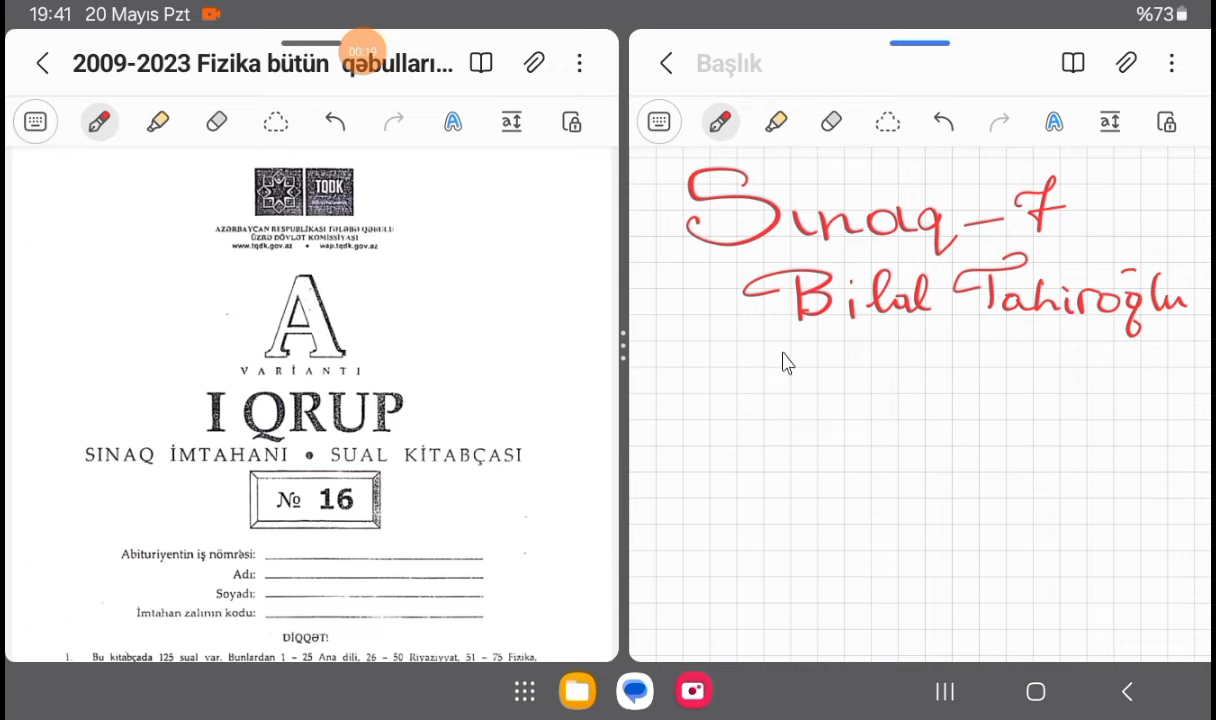 19:41 20 Mayıs Pzt
%73
00:19
2009-2023 Fizika bütün qəbulları...
TQDK
AZƏRBAYCAN RESPUBLİKASI TƏLƏBƏ QƏBULU
ÜZRƏ DÖVLƏT KOMİSSİYASI
www.tqdk.gov.az • wap.tqdk.gov.az
A
VARİANTI
I QRUP
SINAQ İMTAHANI • SUAL KİTABÇASI
№ 16
Abituriyentin iş nömrəsi:
Adı:
Soyadı:
İmtahan zalının kodu:
DİQQƏT!
1. Bu kitabçada 125 sual var. Bunlardan 1 - 25 Ana dili, 26 - 50 Riyaziyyat, 51 - 75 Fizika,
Başlık
Sınaq-7
Bilal Tahiroğlu